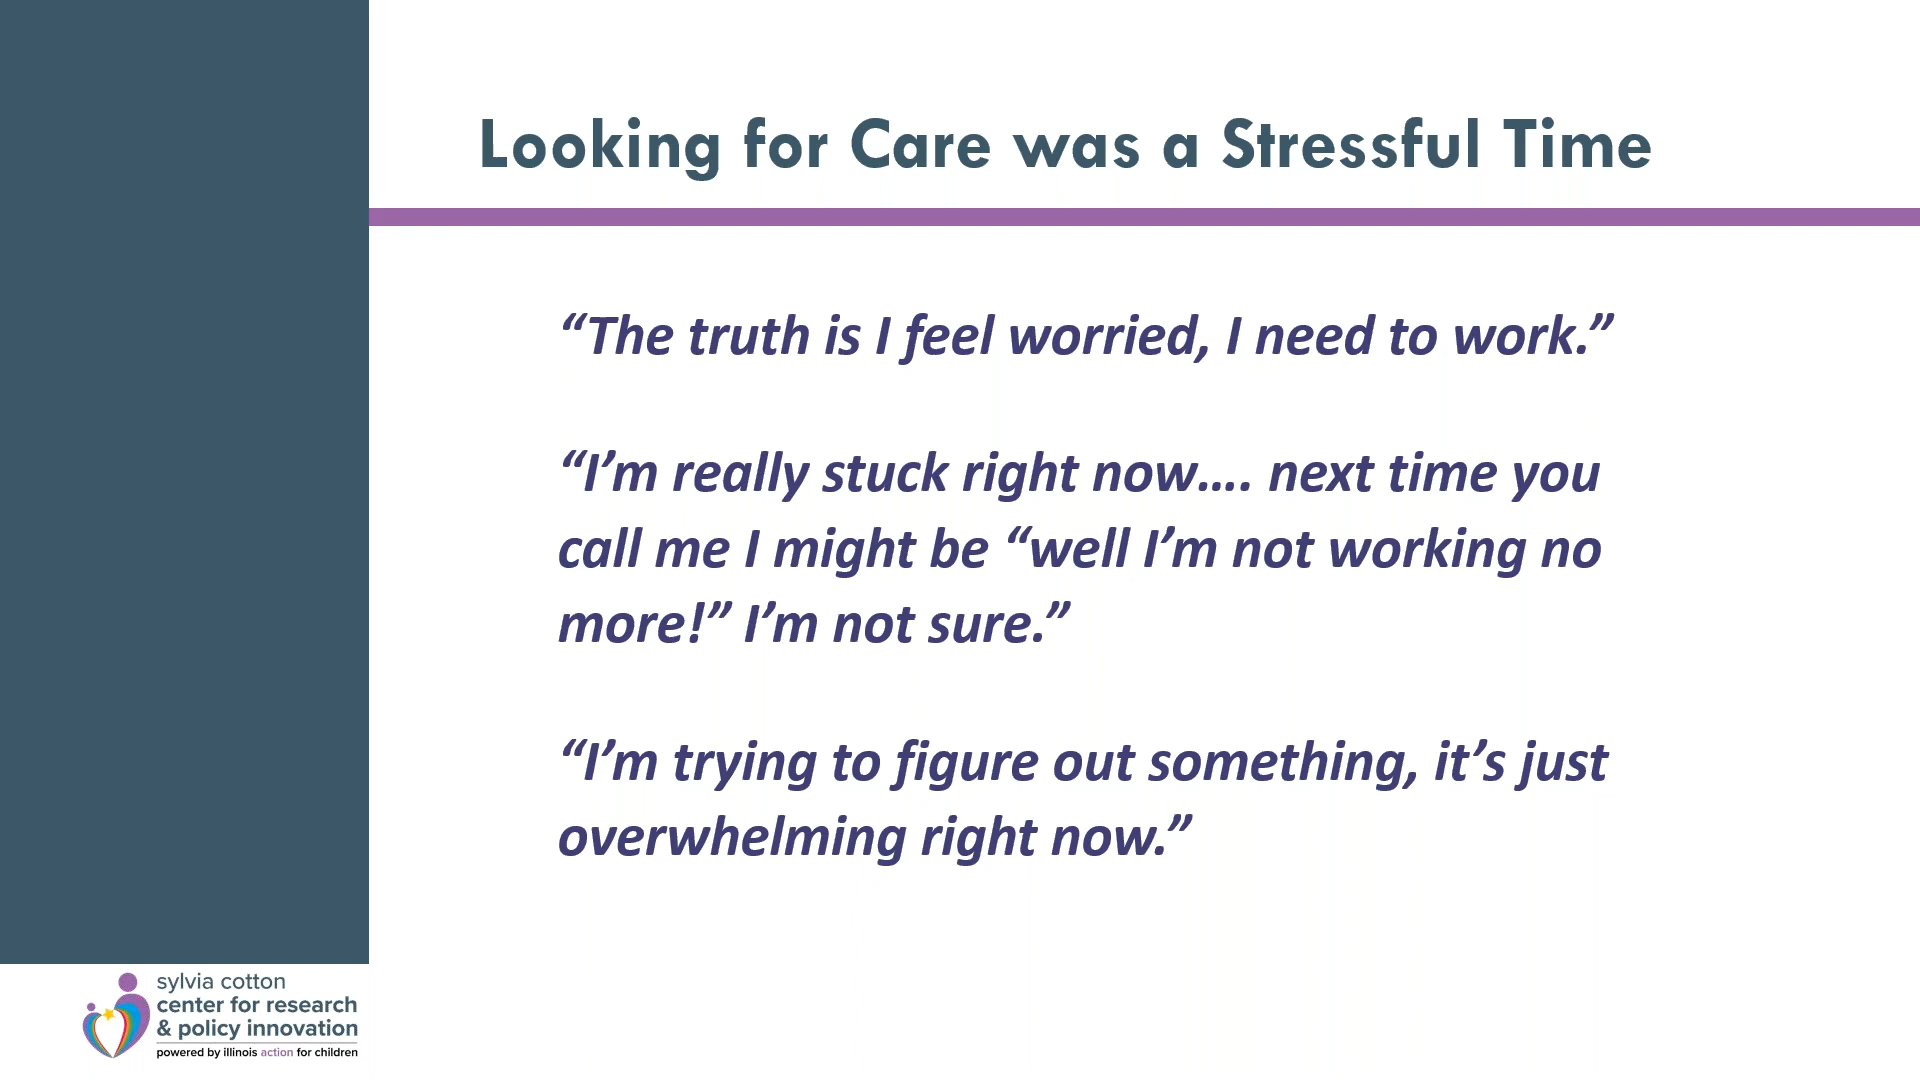 Looking for Care was a Stressful Time
“The truth is I feel worried, I need to work.”
“I’m really stuck right now…. next time you
call me I might be “well I’m not working no
more!” I’m not sure.”
“I’m trying to figure out something, it’s just
overwhelming right now.”
sylvia cotton
center for research
& policy innovation
powered by illinois action for children